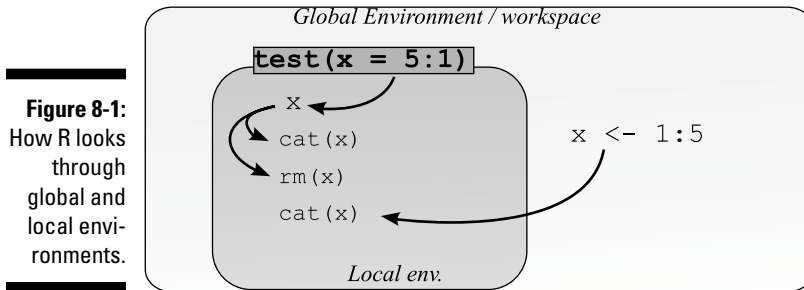 Global Environment / workspace
test(x = 5:1)
x
cat(x)
rm(x)
cat(x)
Local env.
x <- 1:5
Figure 8-1:
How R looks
through
global and
local envi-
ronments.